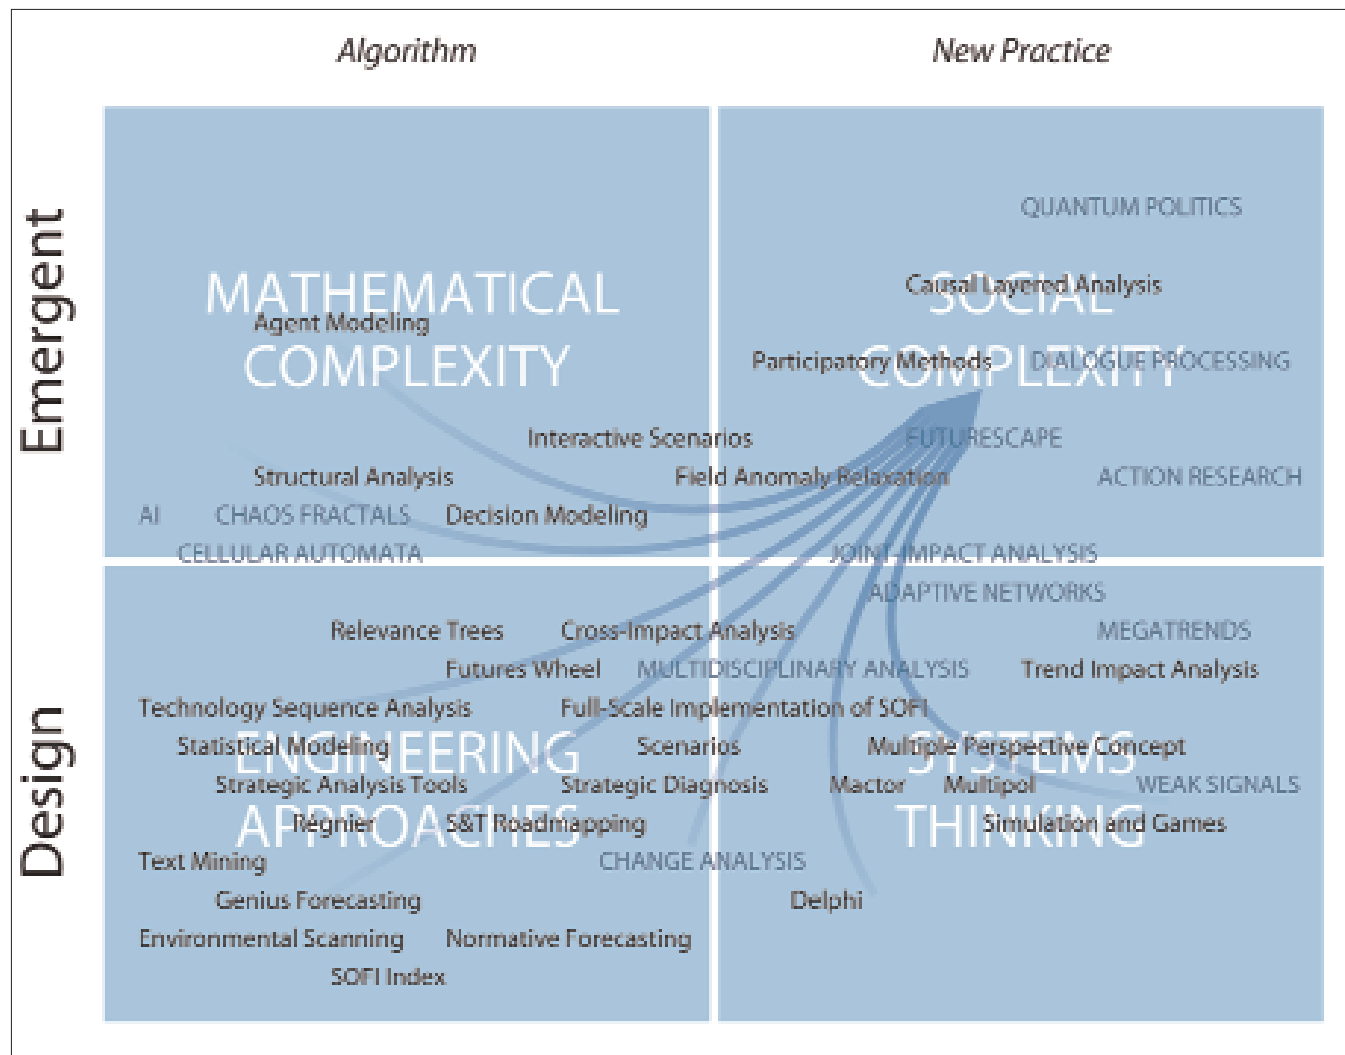 Algorithm
New Practice
Emergent
Design
MATHEMATICAL
COMPLEXITY
Agent Modeling
Interactive Scenarios
Structural Analysis
AI
CHAOS FRACTALS
Decision Modeling
CELLULAR AUTOMATA
QUANTUM POLITICS
SOCIAL
COMPLEXITY
Causal Layered Analysis
Participatory Methods
DIALOGUE PROCESSING
FUTURESCAPE
Field Anomaly Relaxation
ACTION RESEARCH
JOINT-IMPACT ANALYSIS
ADAPTIVE NETWORKS
ENGINEERING
APPROACHES
Relevance Trees
Cross-Impact Analysis
Futures Wheel
MULTIDISCIPLINARY ANALYSIS
Technology Sequence Analysis
Full-Scale Implementation of SOFI
Statistical Modeling
Scenarios
Strategic Analysis Tools
Strategic Diagnosis
Regnier
S&T Roadmapping
Text Mining
CHANGE ANALYSIS
Genius Forecasting
Environmental Scanning
Normative Forecasting
SOFI Index
SYSTEMS
THINKING
MEGATRENDS
Trend Impact Analysis
Multiple Perspective Concept
Mactor
Multipol
WEAK SIGNALS
Simulation and Games
Delphi